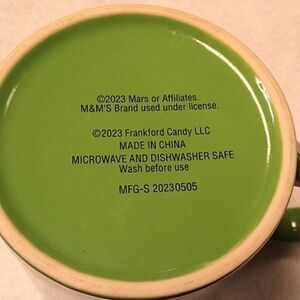 ©2023 Mars or Affiliates.
M&M'S Brand used under license.
©2023 Frankford Candy LLC
MADE IN CHINA
MICROWAVE AND DISHWASHER SAFE
Wash before use
MFG-S 20230505